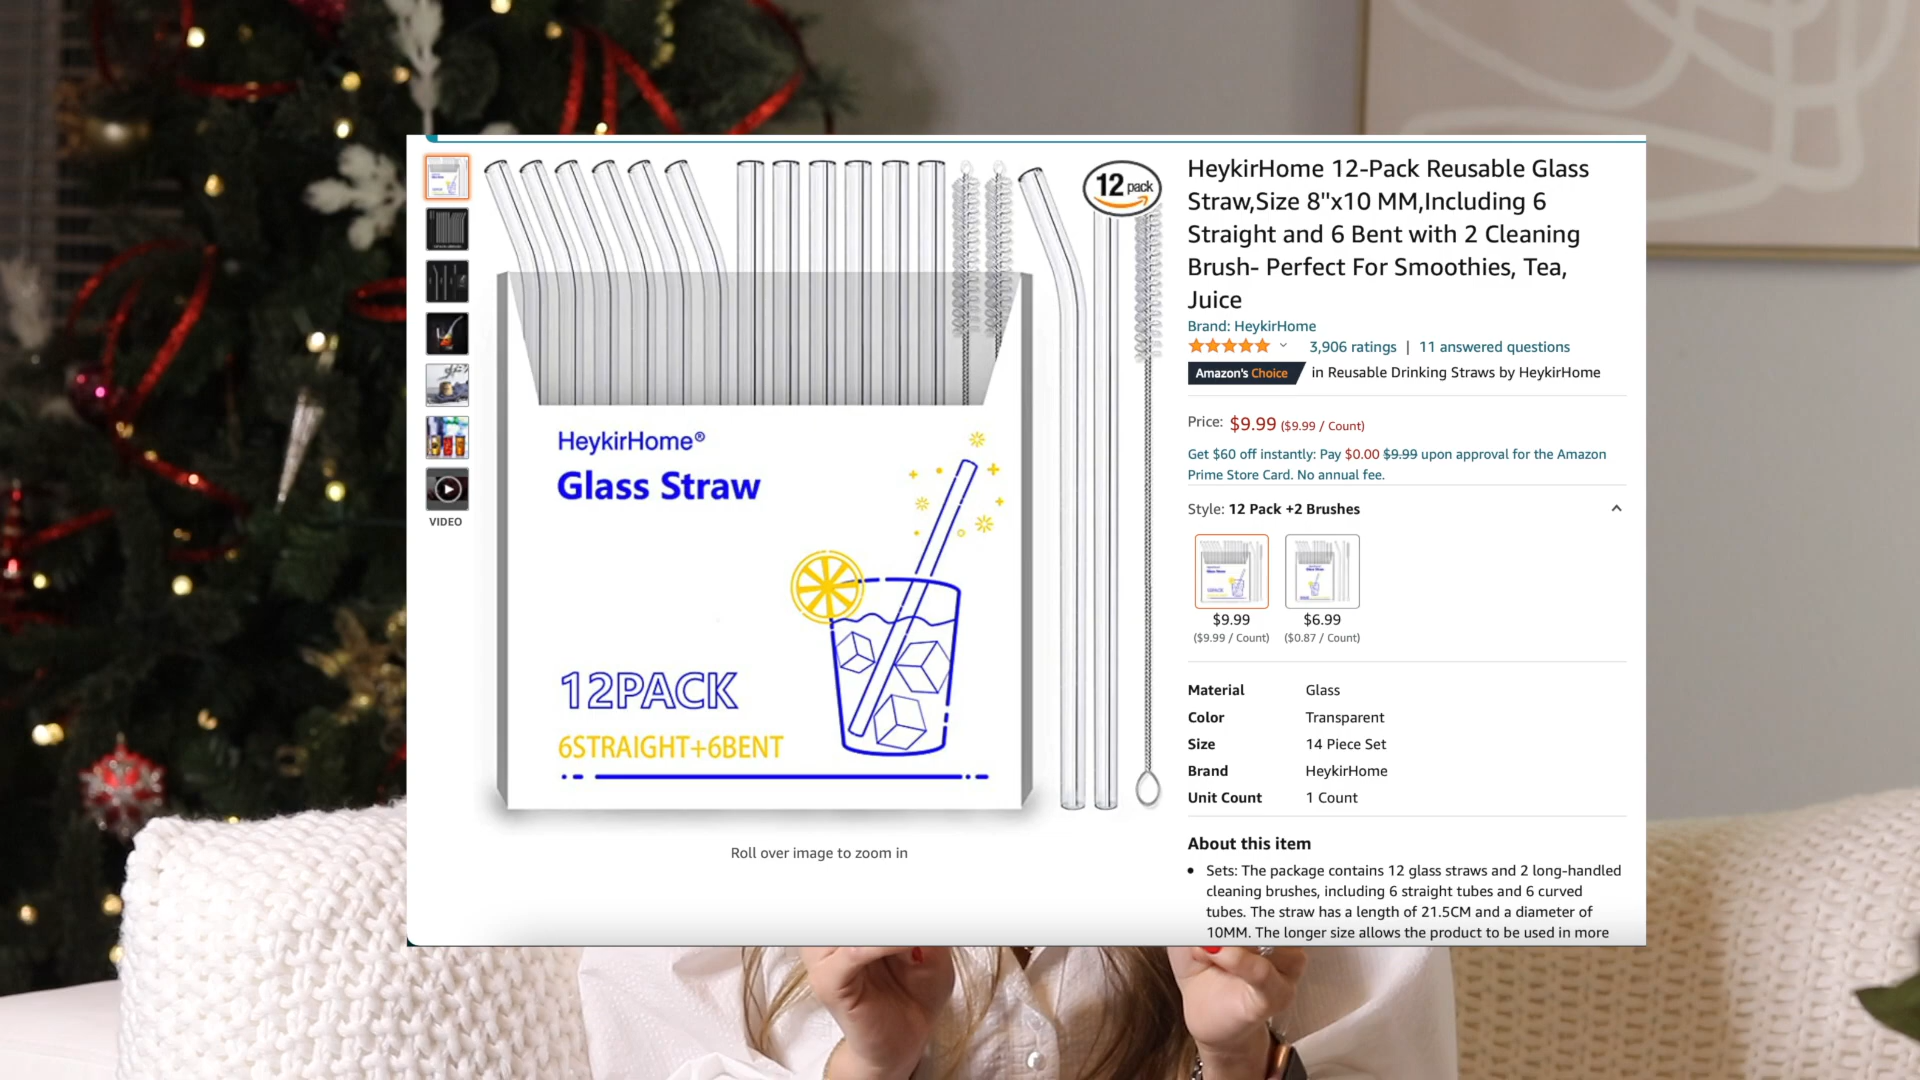 VIDEO
12 pack
HeykirHome®
Glass Straw
12PACK
6STRAIGHT+6BENT
Roll over image to zoom in
HeykirHome 12-Pack Reusable Glass
Straw,Size 8"x10 MM,Including 6
Straight and 6 Bent with 2 Cleaning
Brush- Perfect For Smoothies, Tea,
Juice
Brand: HeykirHome
3,906 ratings | 11 answered questions
Amazon's Choice in Reusable Drinking Straws by HeykirHome
Price: $9.99 ($9.99 / Count)
Get $60 off instantly: Pay $0.00 $9.99 upon approval for the Amazon
Prime Store Card. No annual fee.
Style: 12 Pack +2 Brushes
$9.99 $6.99
($9.99 / Count) ($0.87 / Count)
Material Glass
Color Transparent
Size 14 Piece Set
Brand HeykirHome
Unit Count 1 Count
About this item
• Sets: The package contains 12 glass straws and 2 long-handled
cleaning brushes, including 6 straight tubes and 6 curved
tubes. The straw has a length of 21.5CM and a diameter of
10MM. The longer size allows the product to be used in more